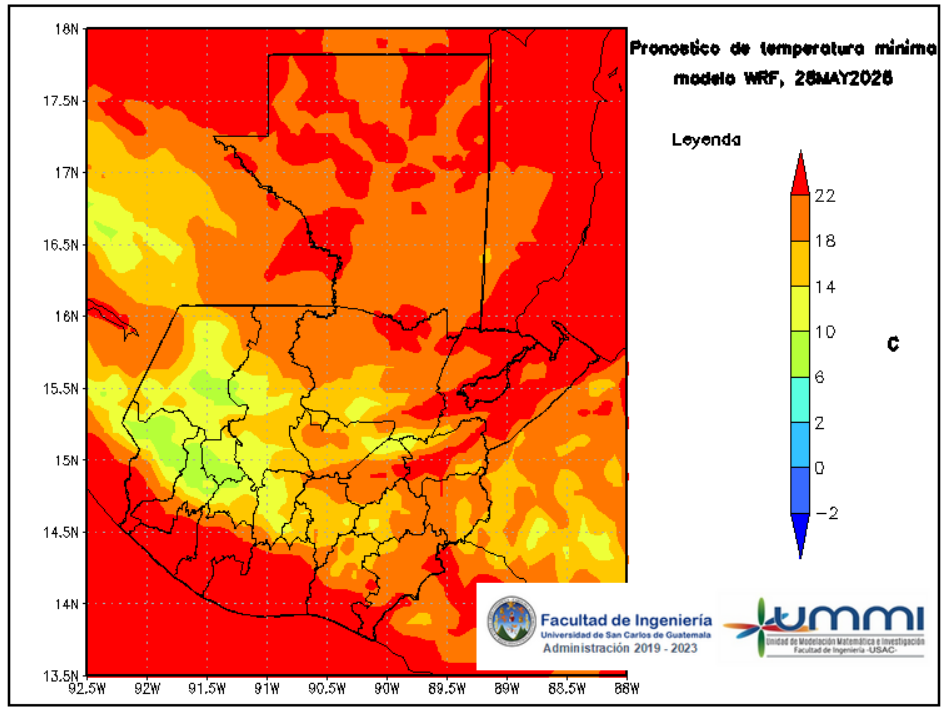 Pronostico de temperatura minima
modelo WRF,
Leyenda
22
18
14
10
6
2
0
-2
C
18N
17.5N
17N
16.5N
16N
15.5N
15N
14.5N
14N
13.5N
92.5W 92W 91.5W 91W 90.5W 90W 89.5W 89W 88.5W 88W
Facultad de Ingeniería
Universidad de San Carlos de Guatemala
Administración 2019 - 2023
ummi
Unidad de Modelación Matemática e Investigación
Facultad de Ingeniería -USAC-